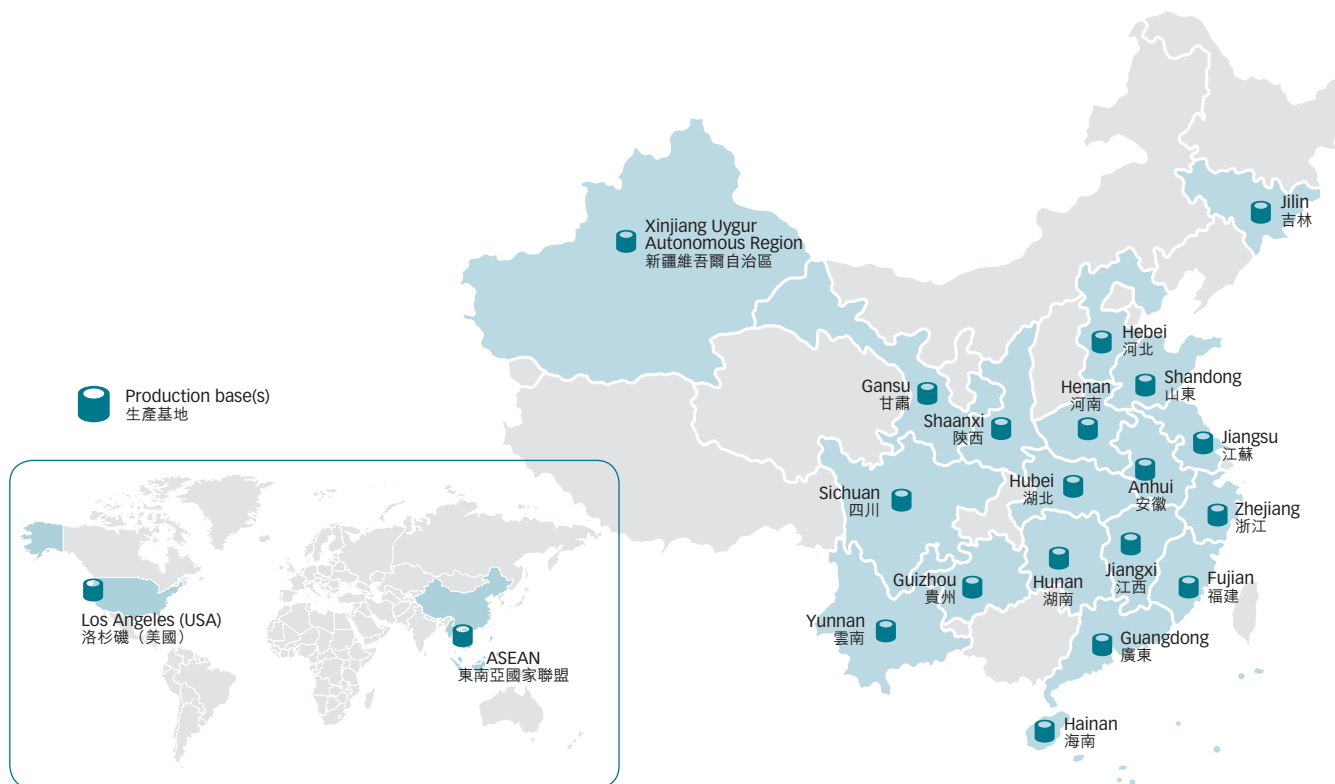 Xinjiang Uygur
Autonomous Region
新疆維吾爾自治區
Jilin
吉林
Hebei
河北
Shandong
山東
Gansu
甘肅
Henan
河南
Shaanxi
陝西
Jiangsu
江蘇
Production base(s)
生產基地
Sichuan
四川
Hubei
湖北
Anhui
安徽
Zhejiang
浙江
Guizhou
貴州
Hunan
湖南
Jiangxi
江西
Fujian
福建
Yunnan
雲南
Guangdong
廣東
Hainan
海南
Los Angeles (USA)
洛杉磯（美國）
ASEAN
東南亞國家聯盟